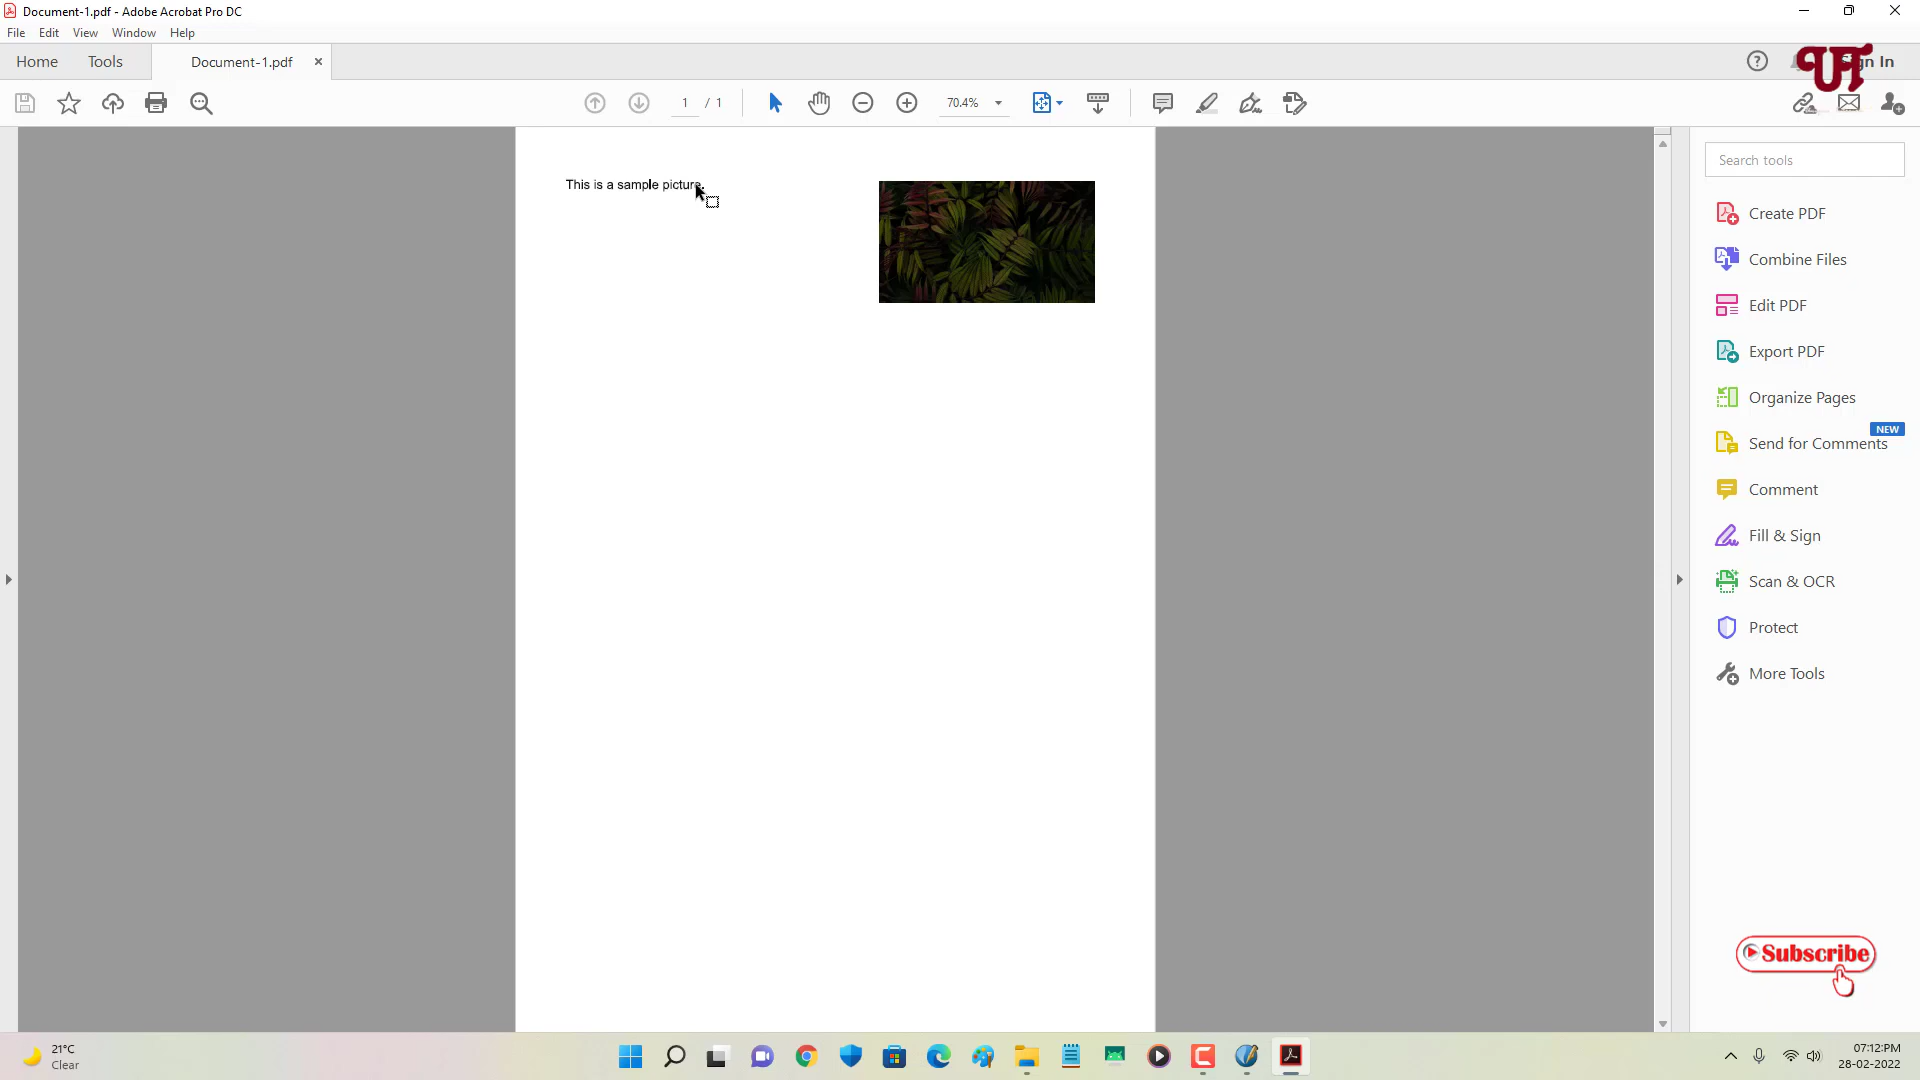 Document-1.pdf - Adobe Acrobat Pro DC
File Edit View Window Help
Home Tools Document-1.pdf
UT
Sign In
1 / 1
70.4%
Search tools
This is a sample picture.
Create PDF
Combine Files
Edit PDF
Export PDF
Organize Pages
NEW
Send for Comments
Comment
Fill & Sign
Scan & OCR
Protect
More Tools
Subscribe
21°C
Clear
07:12:PM
28-02-2022